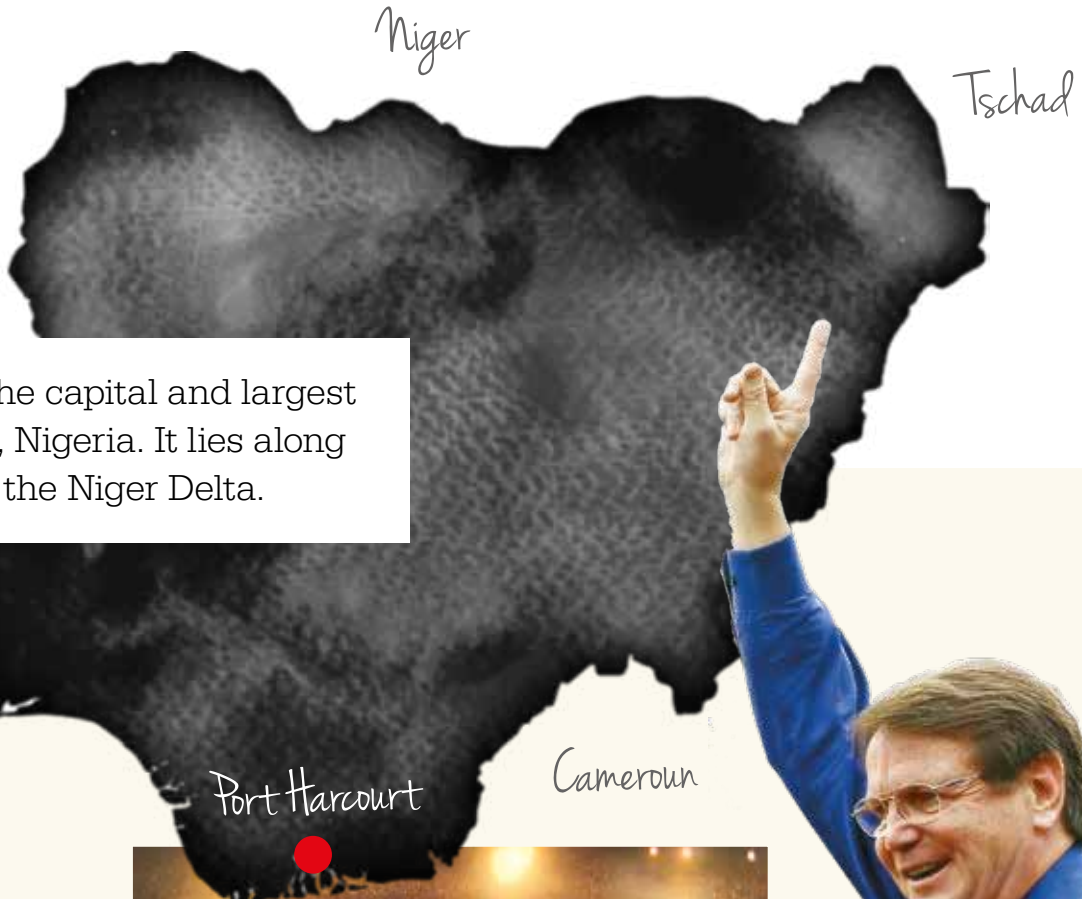 Niger
Tschad
he capital and largest
, Nigeria. It lies along
the Niger Delta.
Port Harcourt
Cameroun